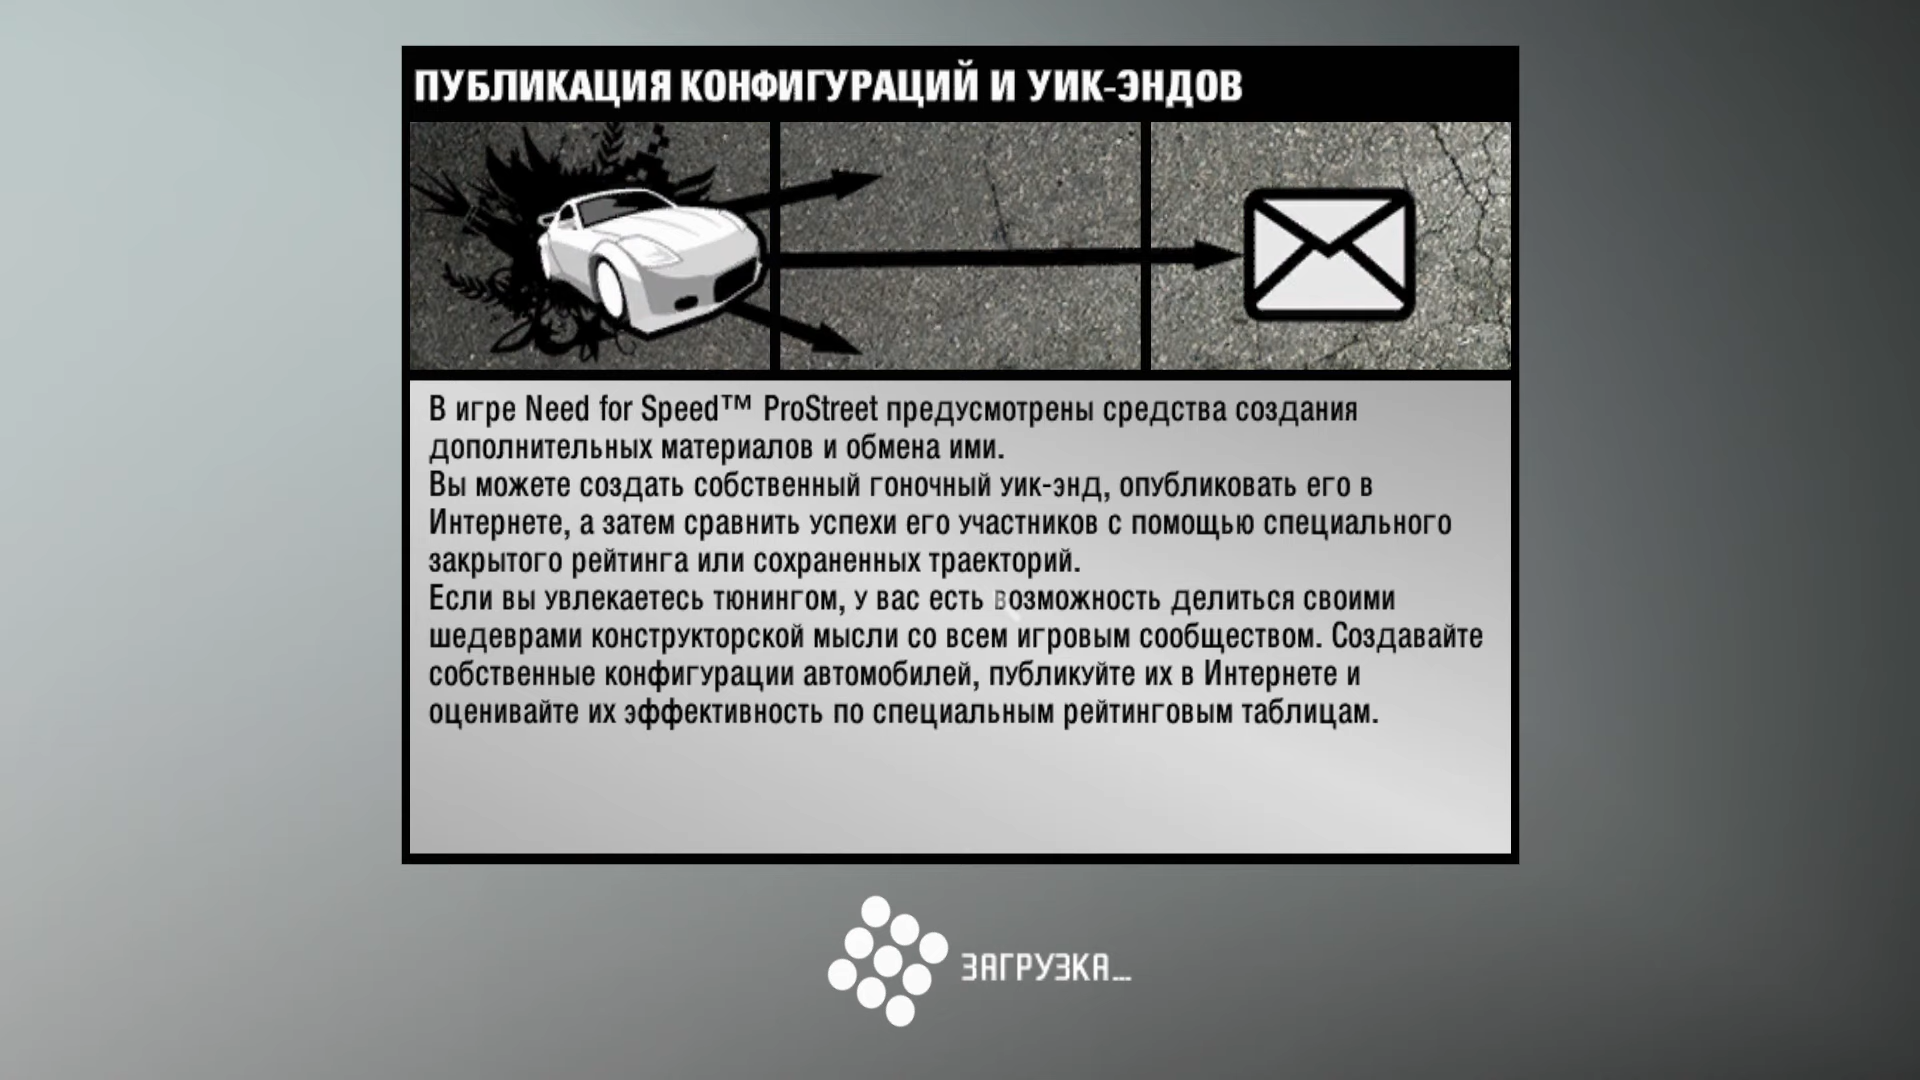 ПУБЛИКАЦИЯ КОНФИГУРАЦИЙ И УИК-ЭНДОВ
В игре Need for Speed™ ProStreet предусмотрены средства создания
дополнительных материалов и обмена ими.
Вы можете создать собственный гоночный уик-энд, опубликовать его в
Интернете, а затем сравнить успехи его участников с помощью специального
закрытого рейтинга или сохраненных траекторий.
Если вы увлекаетесь тюнингом, у вас есть возможность делиться своими
шедеврами конструкторской мысли со всем игровым сообществом. Создавайте
собственные конфигурации автомобилей, публикуйте их в Интернете и
оценивайте их эффективность по специальным рейтинговым таблицам.
ЗАГРУЗКА...